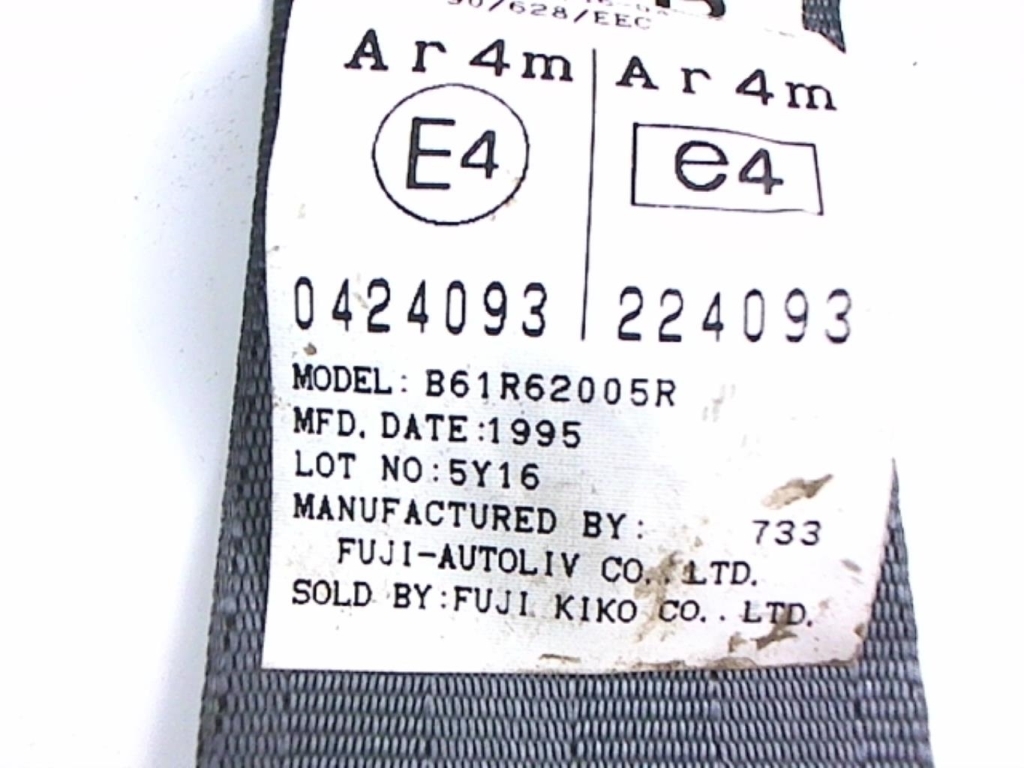 90/628/EEC
Ar4m Ar4m
E4 e4
0424093 224093
MODEL: B61R62005R
MFD. DATE:1995
LOT NO:5Y16
MANUFACTURED BY: 733
FUJI-AUTOLIV CO., LTD.
SOLD BY:FUJI KIKO CO., LTD.